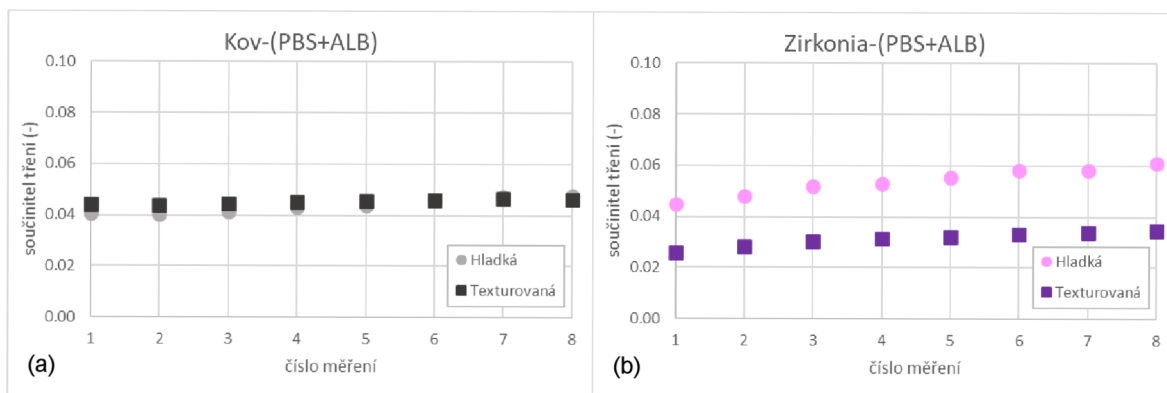 Kov-(PBS+ALB)
0.10
0.08
0.06
0.04
0.02
0.00
součinitel tření (-)
Hladká
Texturovaná
1 2 3 4 5 6 7 8
číslo měření
(a)
Zirkonia-(PBS+ALB)
0.10
0.08
0.06
0.04
0.02
0.00
součinitel tření (-)
Hladká
Texturovaná
1 2 3 4 5 6 7 8
číslo měření
(b)